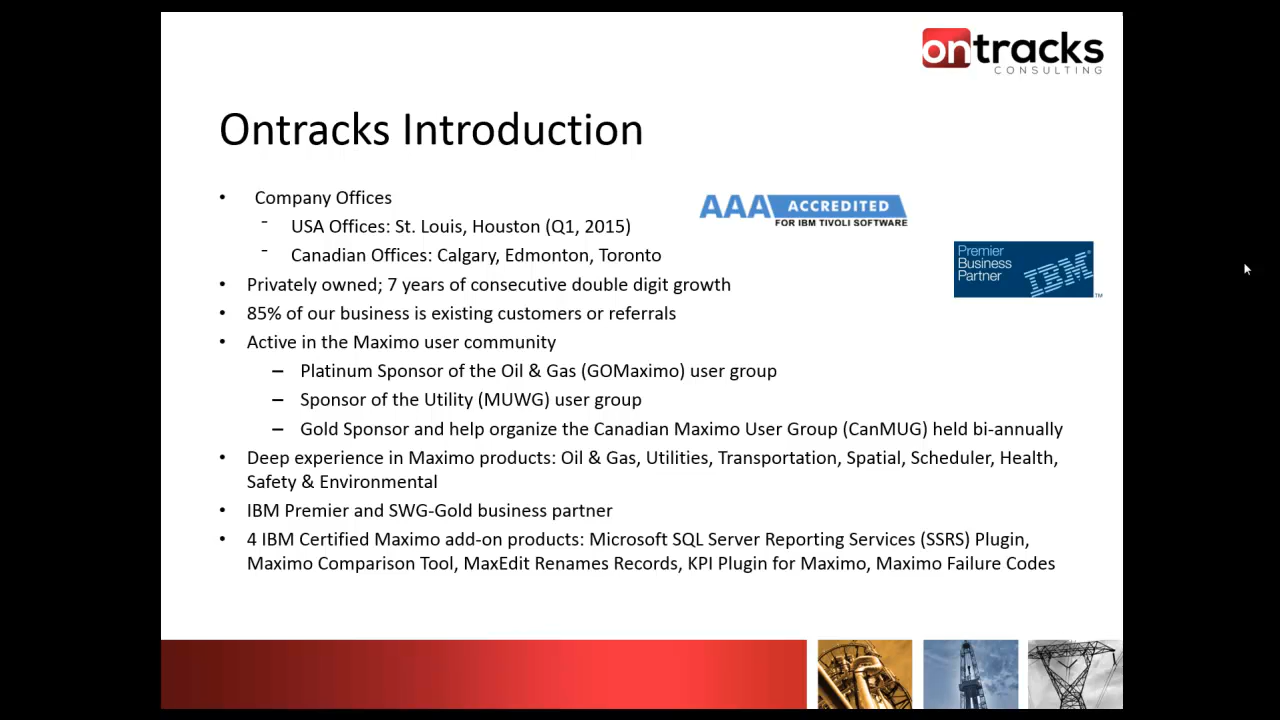 ontracks
CONSULTING
Ontracks Introduction
• Company Offices
- USA Offices: St. Louis, Houston (Q1, 2015)
- Canadian Offices: Calgary, Edmonton, Toronto
• Privately owned; 7 years of consecutive double digit growth
• 85% of our business is existing customers or referrals
• Active in the Maximo user community
– Platinum Sponsor of the Oil & Gas (GOMaximo) user group
– Sponsor of the Utility (MUWG) user group
– Gold Sponsor and help organize the Canadian Maximo User Group (CanMUG) held bi-annually
• Deep experience in Maximo products: Oil & Gas, Utilities, Transportation, Spatial, Scheduler, Health,
Safety & Environmental
• IBM Premier and SWG-Gold business partner
• 4 IBM Certified Maximo add-on products: Microsoft SQL Server Reporting Services (SSRS) Plugin,
Maximo Comparison Tool, MaxEdit Renames Records, KPI Plugin for Maximo, Maximo Failure Codes
AAA ACCREDITED
FOR IBM TIVOLI SOFTWARE
Premier
Business
Partner
IBM
TM